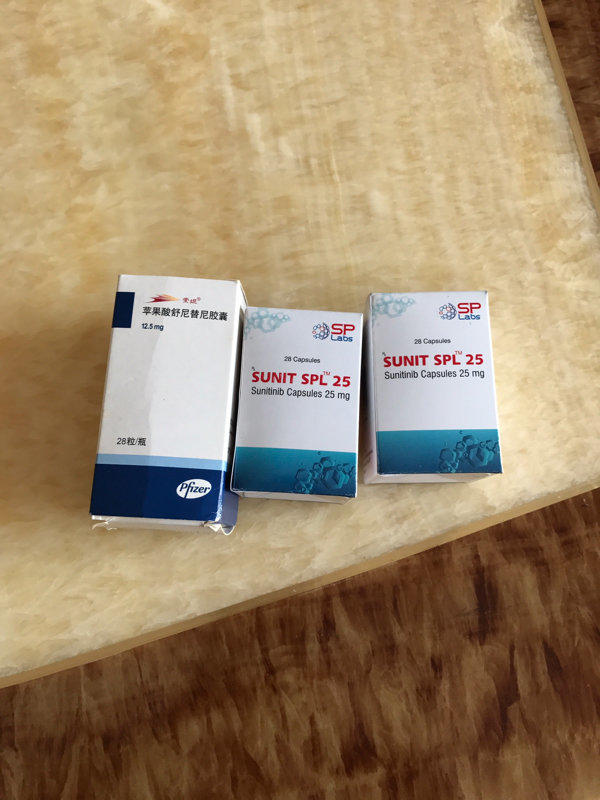 索坦®
苹果酸舒尼替尼胶囊
12.5 mg
28粒/瓶
Pfizer
SP
Labs
28 Capsules
SUNIT SPL™ 25
Sunitinib Capsules 25 mg
SP
Labs
28 Capsules
SUNIT SPL™ 25
Sunitinib Capsules 25 mg